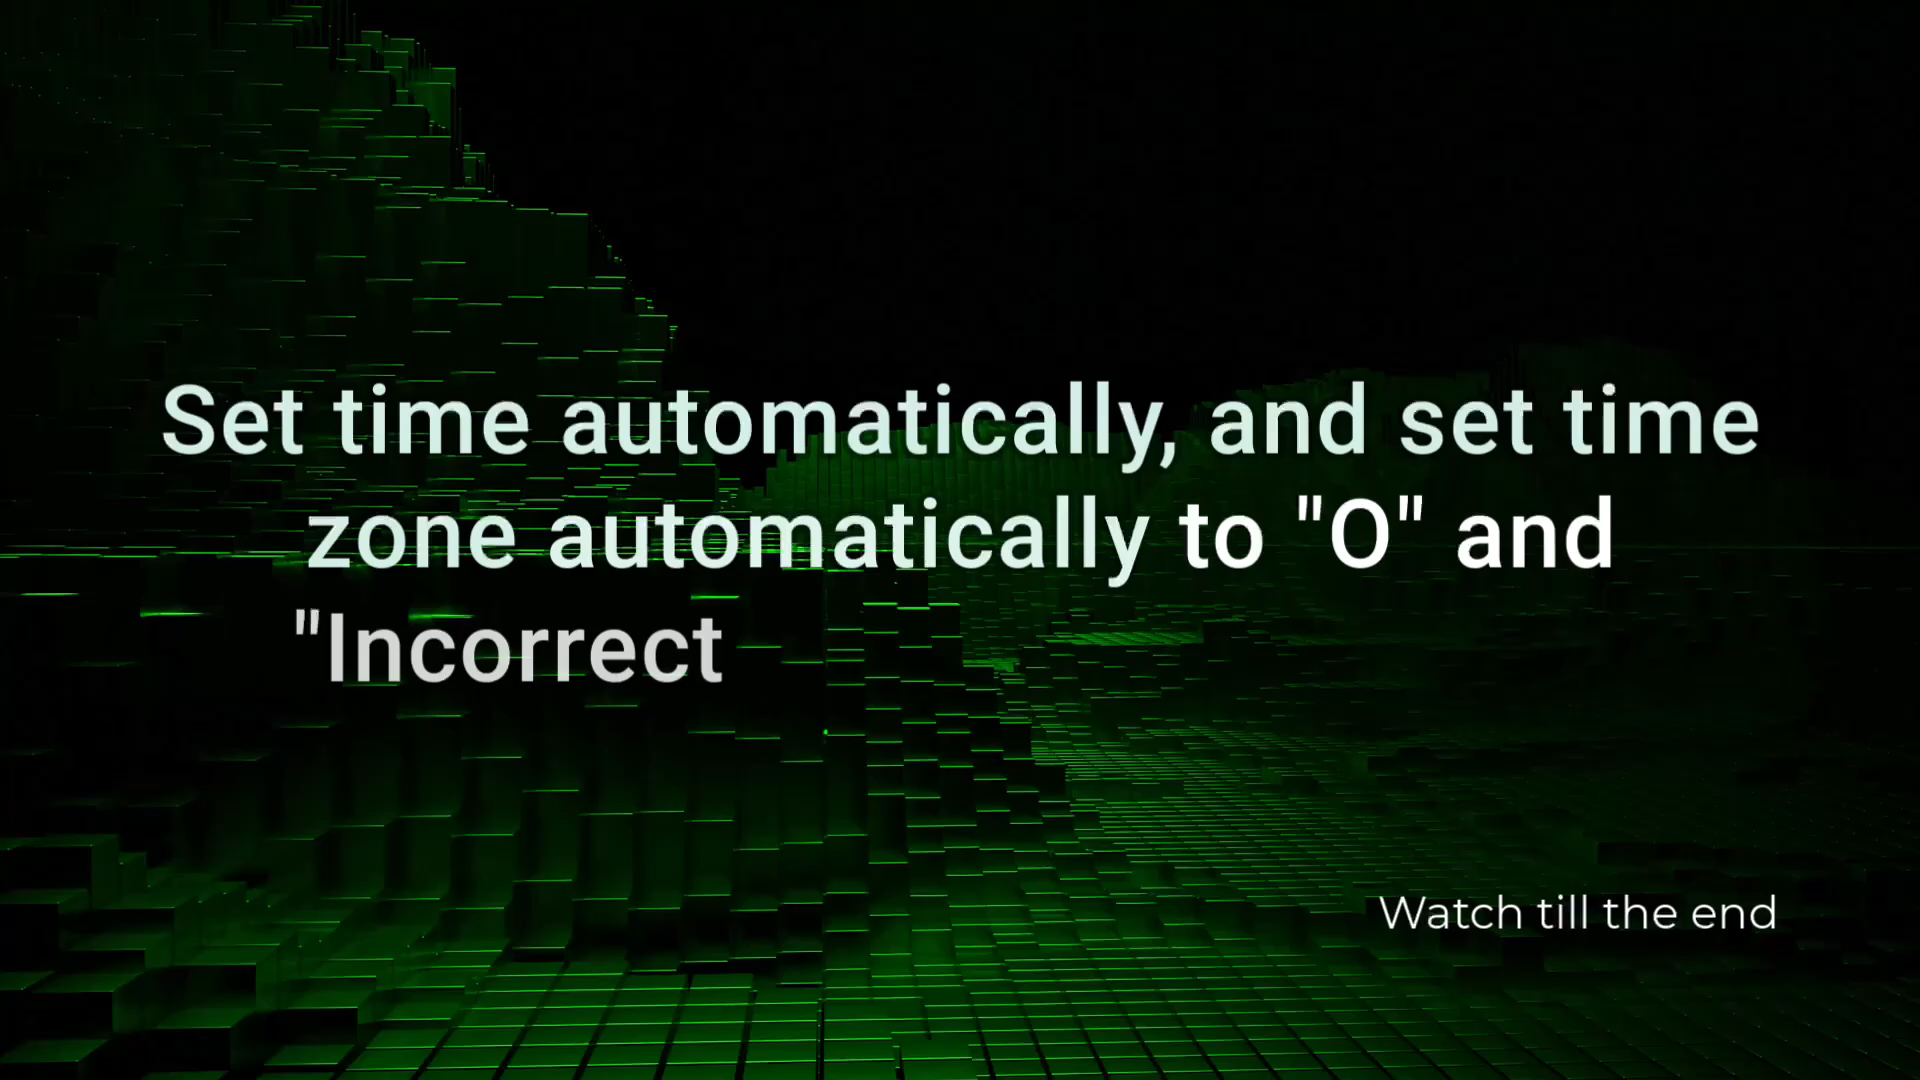 Set time automatically, and set time
zone automatically to "O" and
"Incorrect
Watch till the end